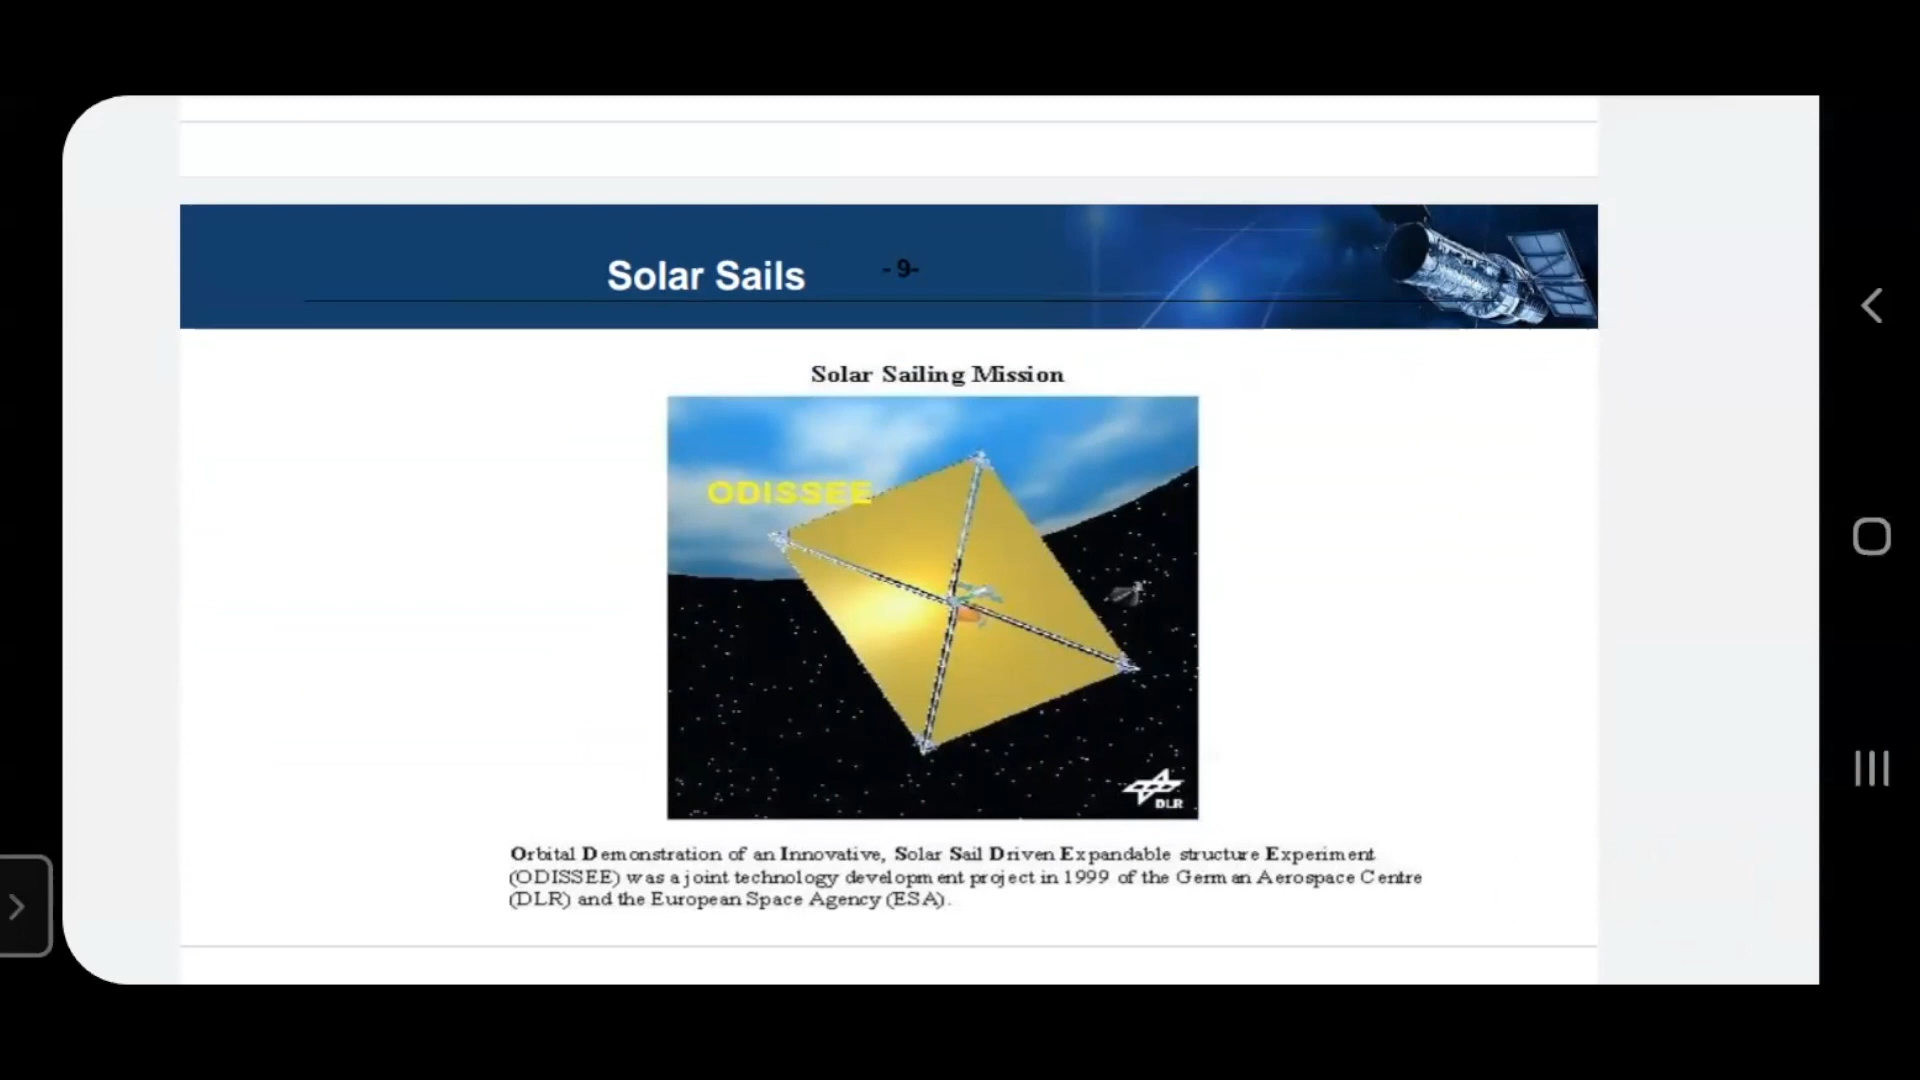 Solar Sails
- 9-
Solar Sailing Mission
ODISSEE
DLR
Orbital Demonstration of an Innovative, Solar Sail Driven Expandable structure Experiment
(ODISSEE) was a joint technology development project in 1999 of the German Aerospace Centre
(DLR) and the European Space Agency (ESA).